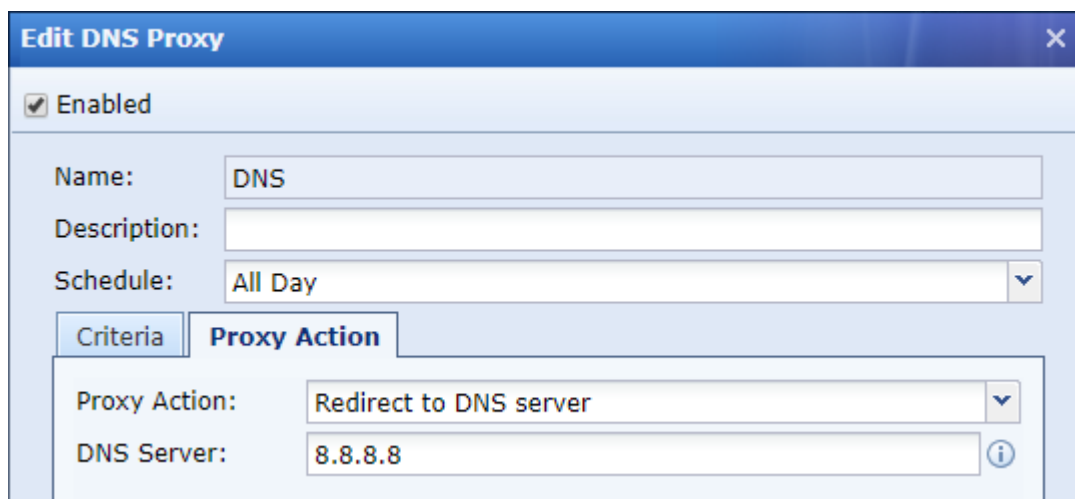 Edit DNS Proxy
Enabled
Name: DNS
Description:
Schedule: All Day
Criteria Proxy Action
Proxy Action: Redirect to DNS server
DNS Server: 8.8.8.8